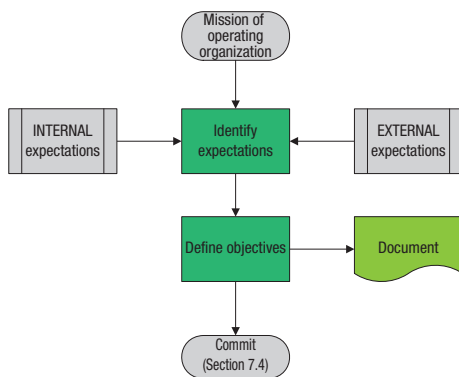 Mission of
operating
organization
INTERNAL
expectations
Identify
expectations
EXTERNAL
expectations
Define objectives
Document
Commit
(Section 7.4)